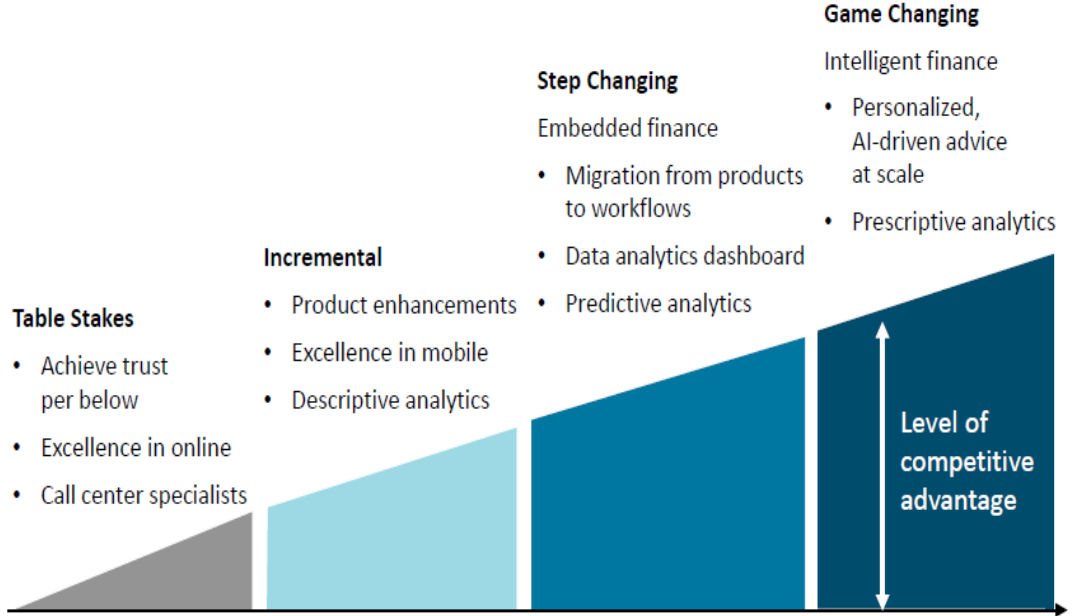 Table Stakes
• Achieve trust
per below
• Excellence in online
• Call center specialists
Incremental
• Product enhancements
• Excellence in mobile
• Descriptive analytics
Step Changing
Embedded finance
• Migration from products
to workflows
• Data analytics dashboard
• Predictive analytics
Game Changing
Intelligent finance
• Personalized,
AI-driven advice
at scale
• Prescriptive analytics
Level of
competitive
advantage